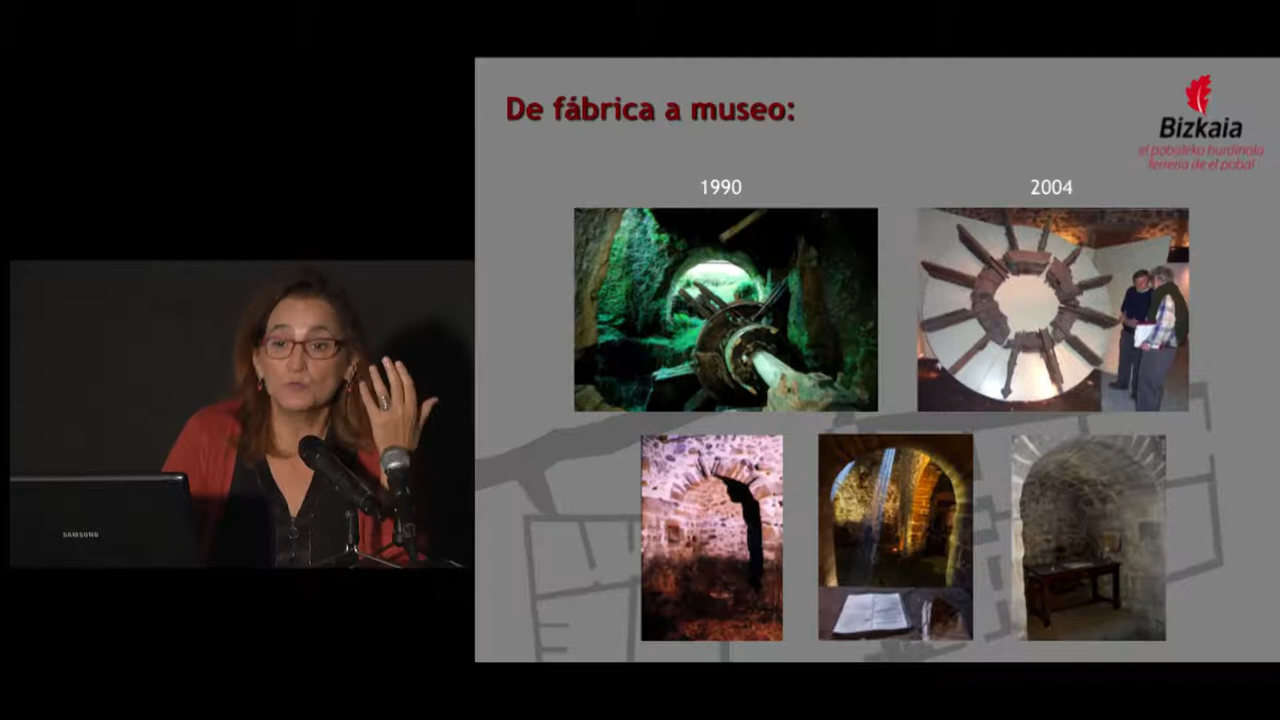 De fábrica a museo:
Bizkaia
el pobaleko burdinola
ferrería de el pobal
1990
2004
SAMSUNG